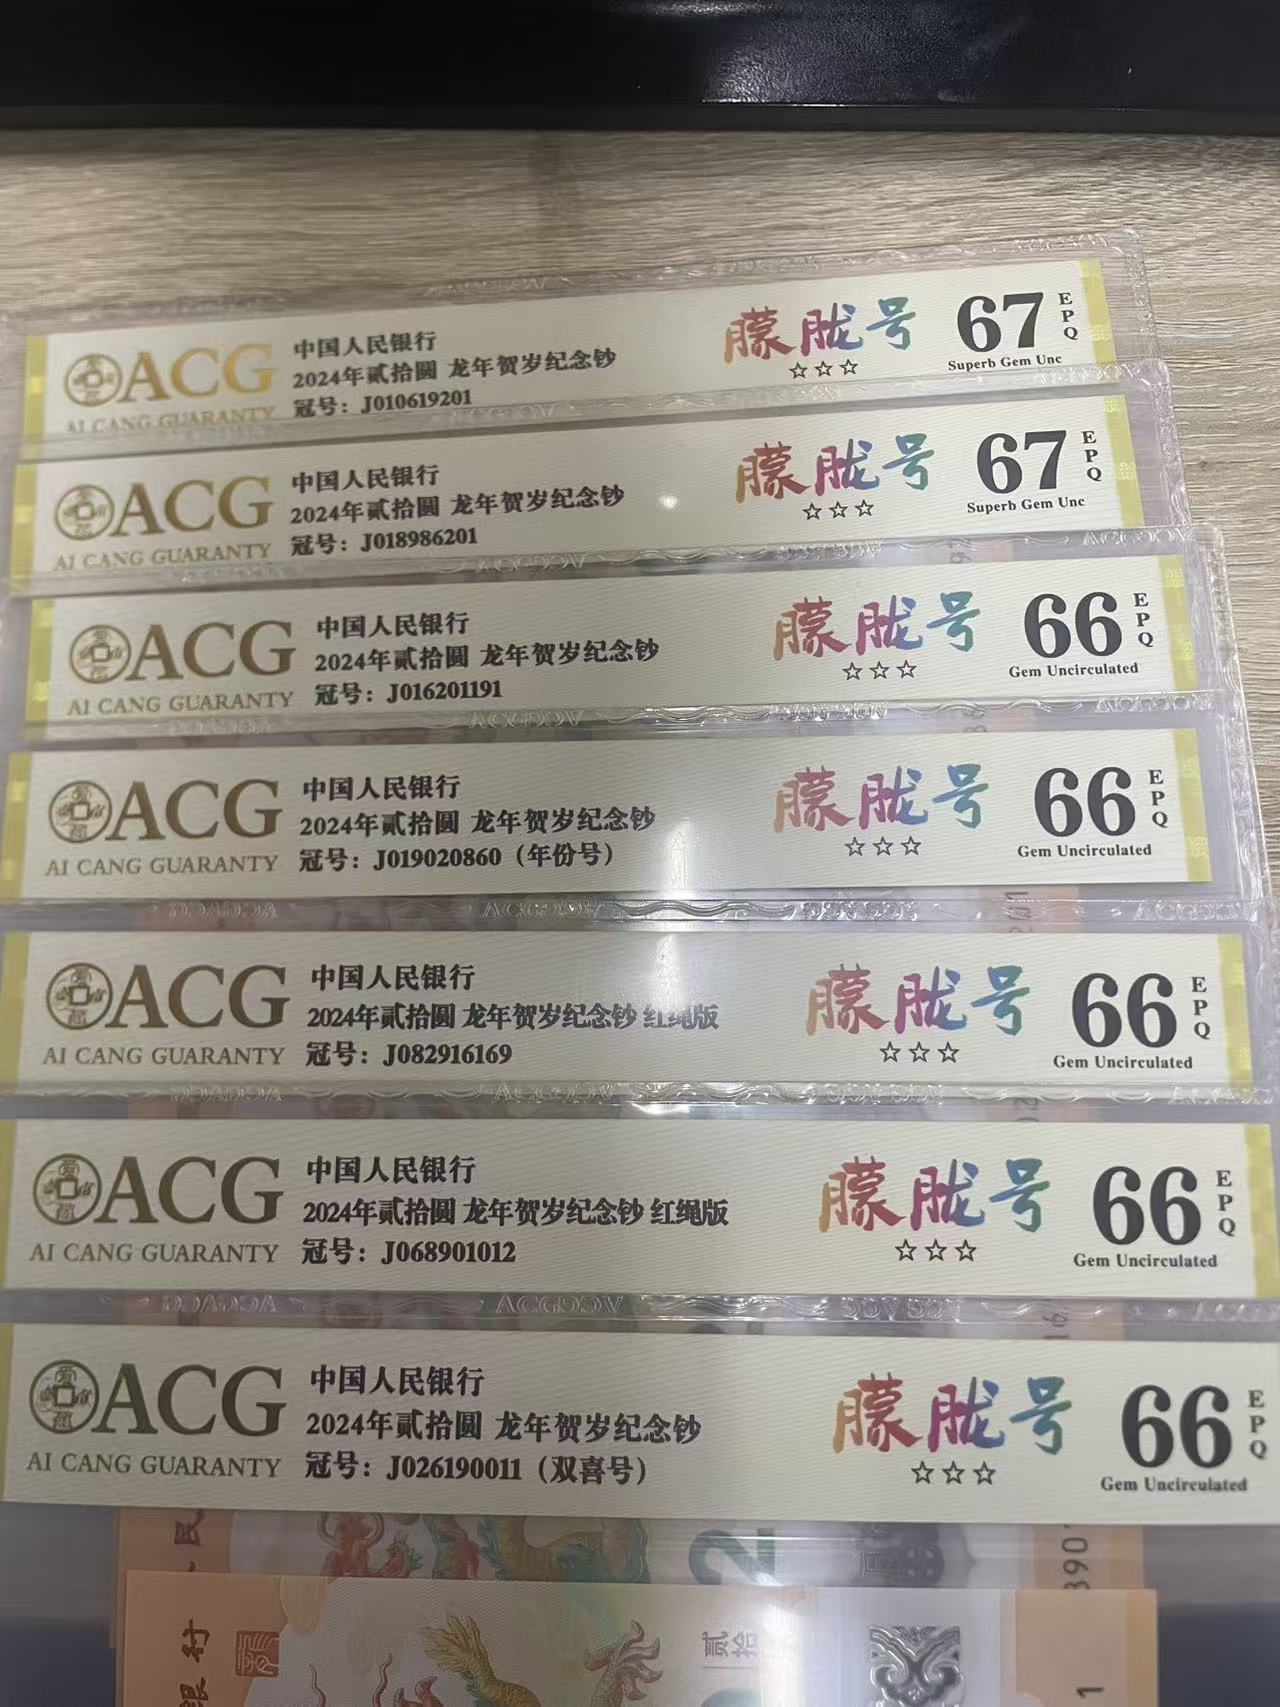 ACG
AI CANG GUARANTY
中国人民银行
2024年贰拾圆 龙年贺岁纪念钞
冠号：J010619201
朦胧号
☆☆☆
67
EPQ
Superb Gem Unc
ACG
AI CANG GUARANTY
中国人民银行
2024年贰拾圆 龙年贺岁纪念钞
冠号：J018986201
朦胧号
☆☆☆
67
EPQ
Superb Gem Unc
ACG
AI CANG GUARANTY
中国人民银行
2024年贰拾圆 龙年贺岁纪念钞
冠号：J016201191
朦胧号
☆☆☆
66
EPQ
Gem Uncirculated
ACG
AI CANG GUARANTY
中国人民银行
2024年贰拾圆 龙年贺岁纪念钞
冠号：J019020860（年份号）
朦胧号
☆☆☆
66
EPQ
Gem Uncirculated
ACG
AI CANG GUARANTY
中国人民银行
2024年贰拾圆 龙年贺岁纪念钞 红绳版
冠号：J082916169
朦胧号
☆☆☆
66
EPQ
Gem Uncirculated
ACG
AI CANG GUARANTY
中国人民银行
2024年贰拾圆 龙年贺岁纪念钞 红绳版
冠号：J068901012
朦胧号
☆☆☆
66
EPQ
Gem Uncirculated
ACG
AI CANG GUARANTY
中国人民银行
2024年贰拾圆 龙年贺岁纪念钞
冠号：J026190011（双喜号）
朦胧号
☆☆☆
66
EPQ
Gem Uncirculated
民
银行
贰拾